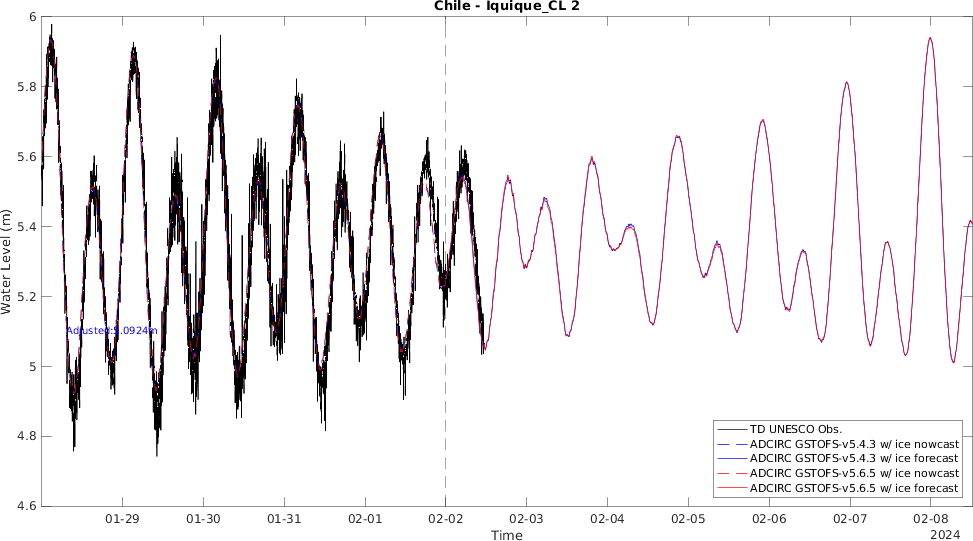 Chile - Iquique_CL 2
6
5.8
5.6
5.4
5.2
5
4.8
4.6
Water Level (m)
Adjusted:5.0924m
TD UNESCO Obs.
ADCIRC GSTOFS-v5.4.3 w/ ice nowcast
ADCIRC GSTOFS-v5.4.3 w/ ice forecast
ADCIRC GSTOFS-v5.6.5 w/ ice nowcast
ADCIRC GSTOFS-v5.6.5 w/ ice forecast
01-29 01-30 01-31 02-01 02-02 02-03 02-04 02-05 02-06 02-07 02-08
2024
Time